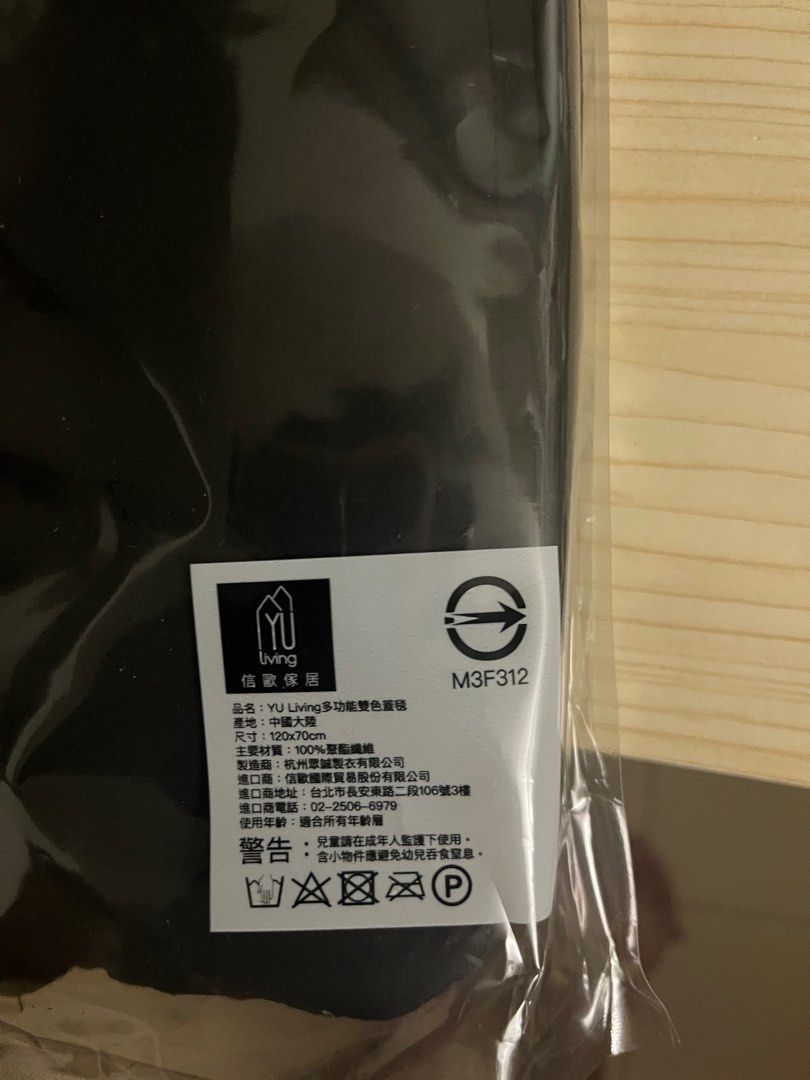 YU
living
信歐傢居
M3F312
品名：YU Living多功能雙色蓋毯
產地：中國大陸
尺寸：120x70cm
主要材質：100%聚酯纖維
製造商：杭州眾誠製衣有限公司
進口商：信歐國際貿易股份有限公司
進口商地址：台北市長安東路二段106號3樓
進口商電話：02-2506-6979
使用年齡：適合所有年齡層
警告：兒童請在成年人監護下使用。
含小物件應避免幼兒吞食窒息。
P